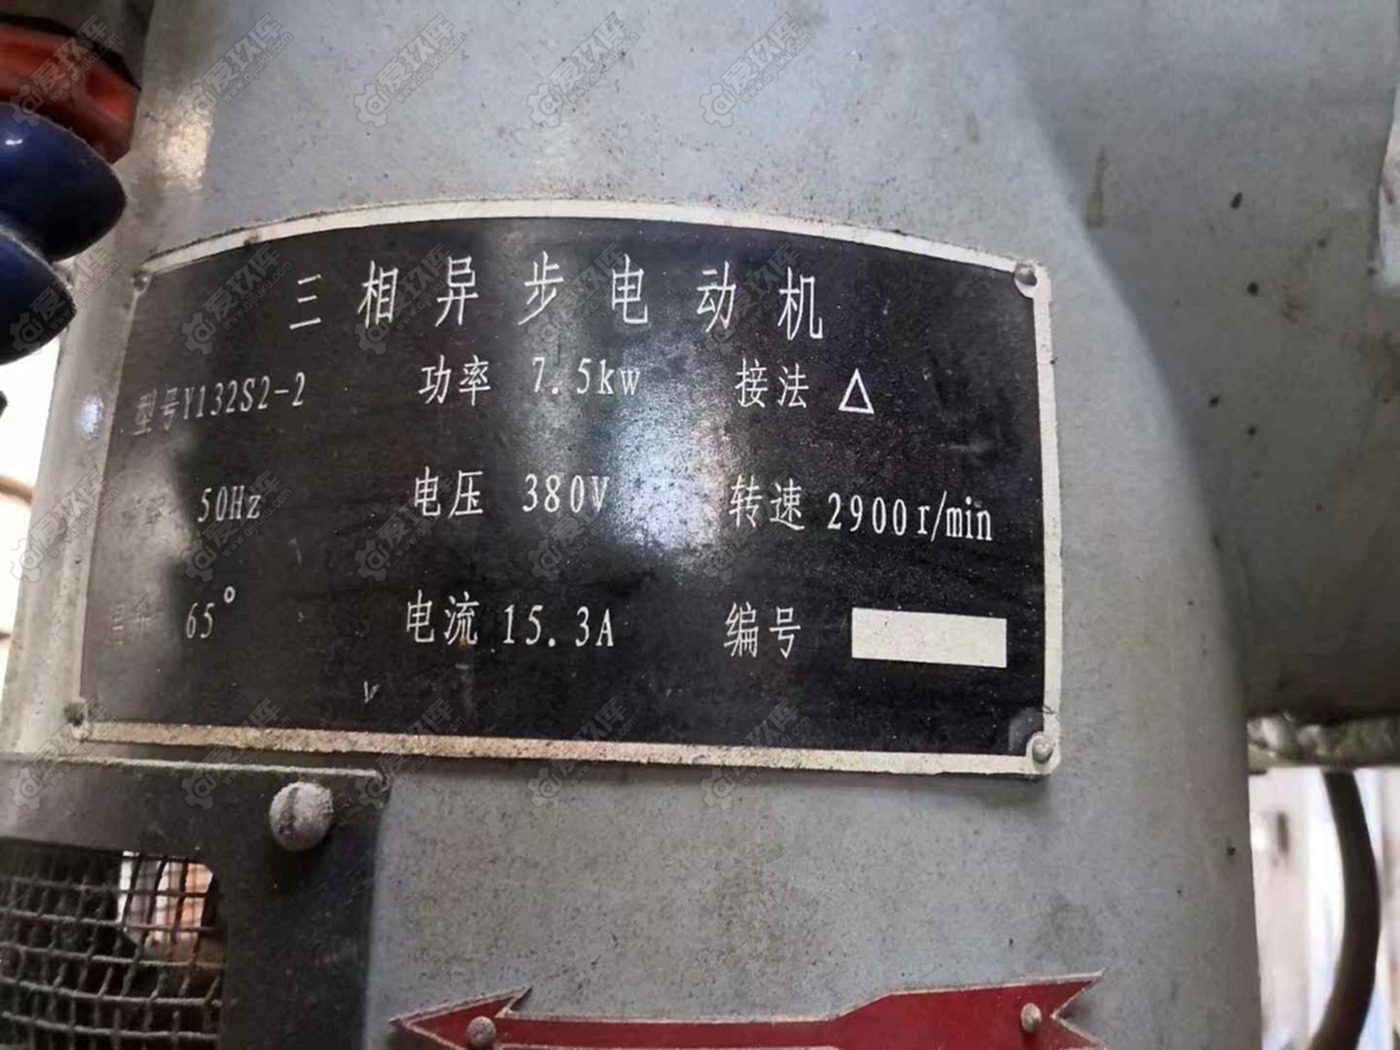 三相异步电动机
型号Y132S2-2 功率 7.5kw 接法 △
50Hz 电压 380V 转速 2900r/min
65° 电流 15.3A 编号